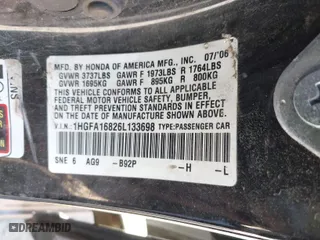 MFD. BY HONDA OF AMERICA MFG., INC. 07/'06
GVWR 3737LBS GAWR F 1973LBS R 1764LBS
GVWR 1695KG GAWR F 895KG R 800KG
THIS VEHICLE CONFORMS TO ALL APPLICABLE
FEDERAL MOTOR VEHICLE SAFETY, BUMPER,
AND THEFT PREVENTION STANDARDS IN EFFECT
ON THE DATE OF MANUFACTURE SHOWN ABOVE.
V.I.N: 1HGFA16826L133698 TYPE: PASSENGER CAR
SNE 6 AG9 -B92P -H -L